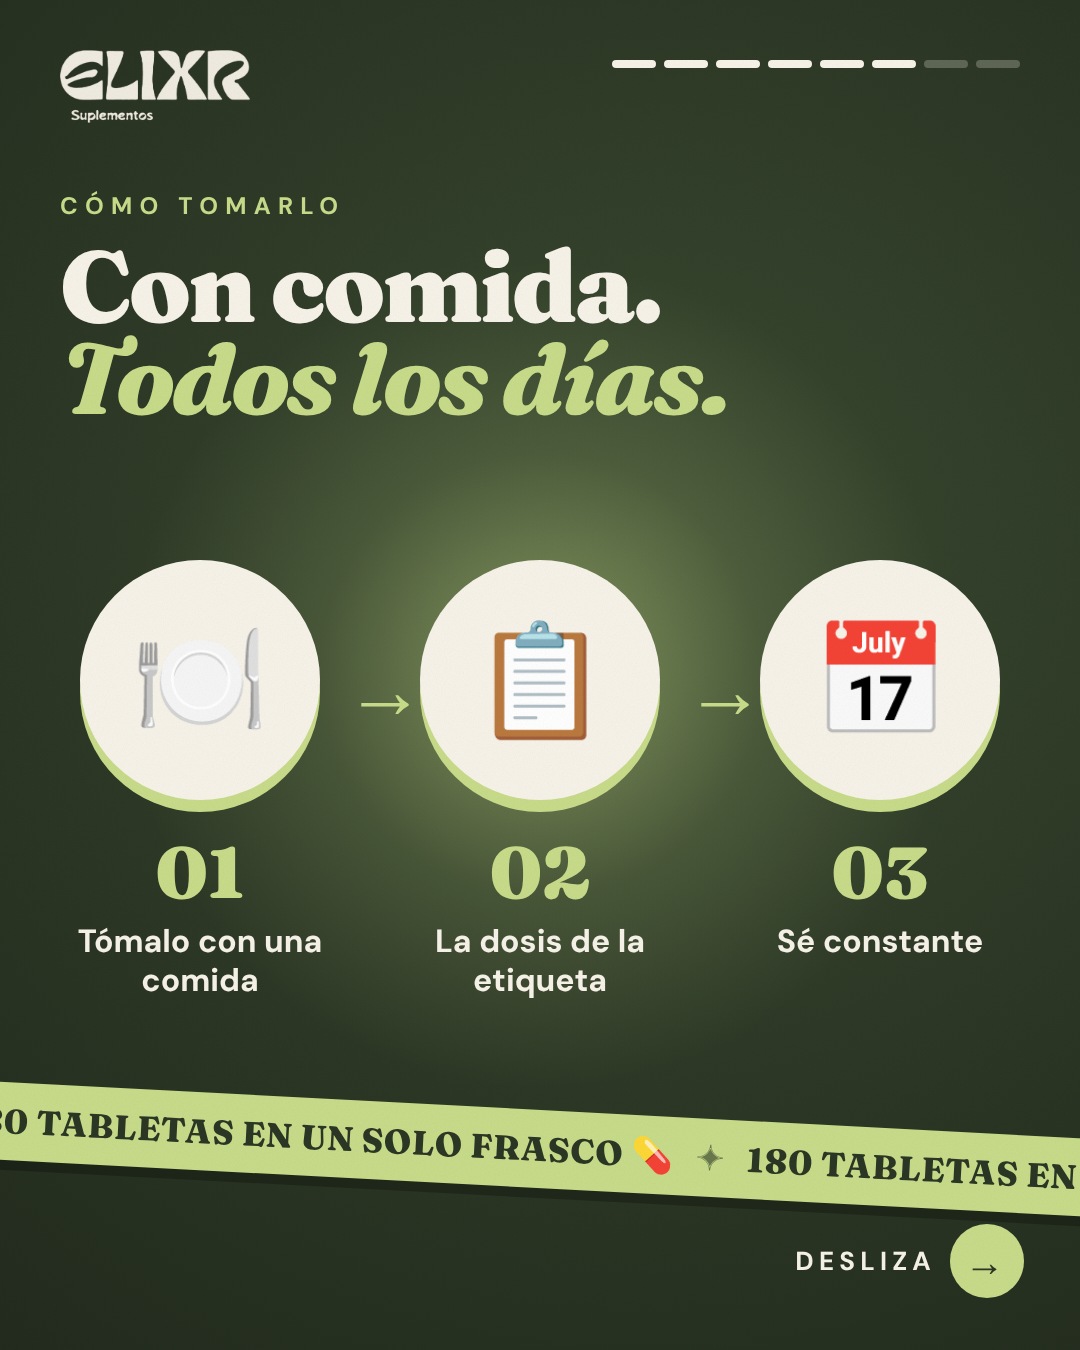 ELIXR
Suplementos
CÓMO TOMARLO
Con comida.
Todos los días.
July
17
→
→
01
02
03
Tómalo con una
comida
La dosis de la
etiqueta
Sé constante
TABLETAS EN UN SOLO FRASCO 💊 ✦ 180 TABLETAS EN
DESLIZA →